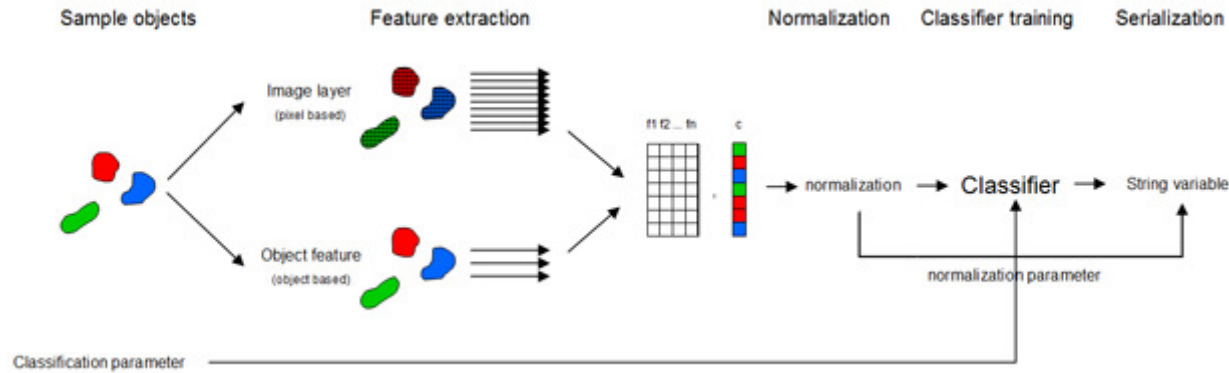 Sample objects
Feature extraction
Normalization
Classifier training
Serialization
Image layer
(pixel based)
f1 f2 ... fn
c
,
normalization
Classifier
String variable
Object feature
(object based)
normalization parameter
Classification parameter